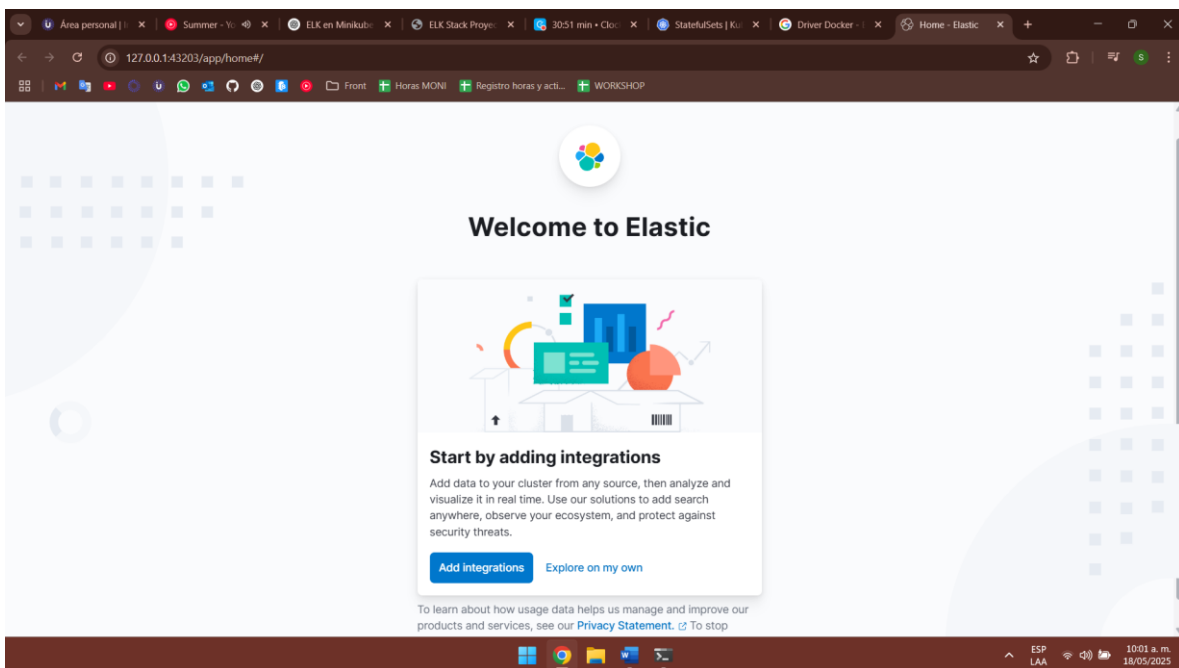 Área personal | I
Summer - Yo
ELK en Minikube
ELK Stack Proyec
30:51 min • Cloc
StatefulSets | Ku
Driver Docker -
Home - Elastic
127.0.0.1:43203/app/home#/
S
Front
Horas MONI
Registro horas y acti...
WORKSHOP
Welcome to Elastic
Start by adding integrations
Add data to your cluster from any source, then analyze and
visualize it in real time. Use our solutions to add search
anywhere, observe your ecosystem, and protect against
security threats.
Add integrations
Explore on my own
To learn about how usage data helps us manage and improve our
products and services, see our Privacy Statement. To stop
ESP
LAA
10:01 a. m.
18/05/2025